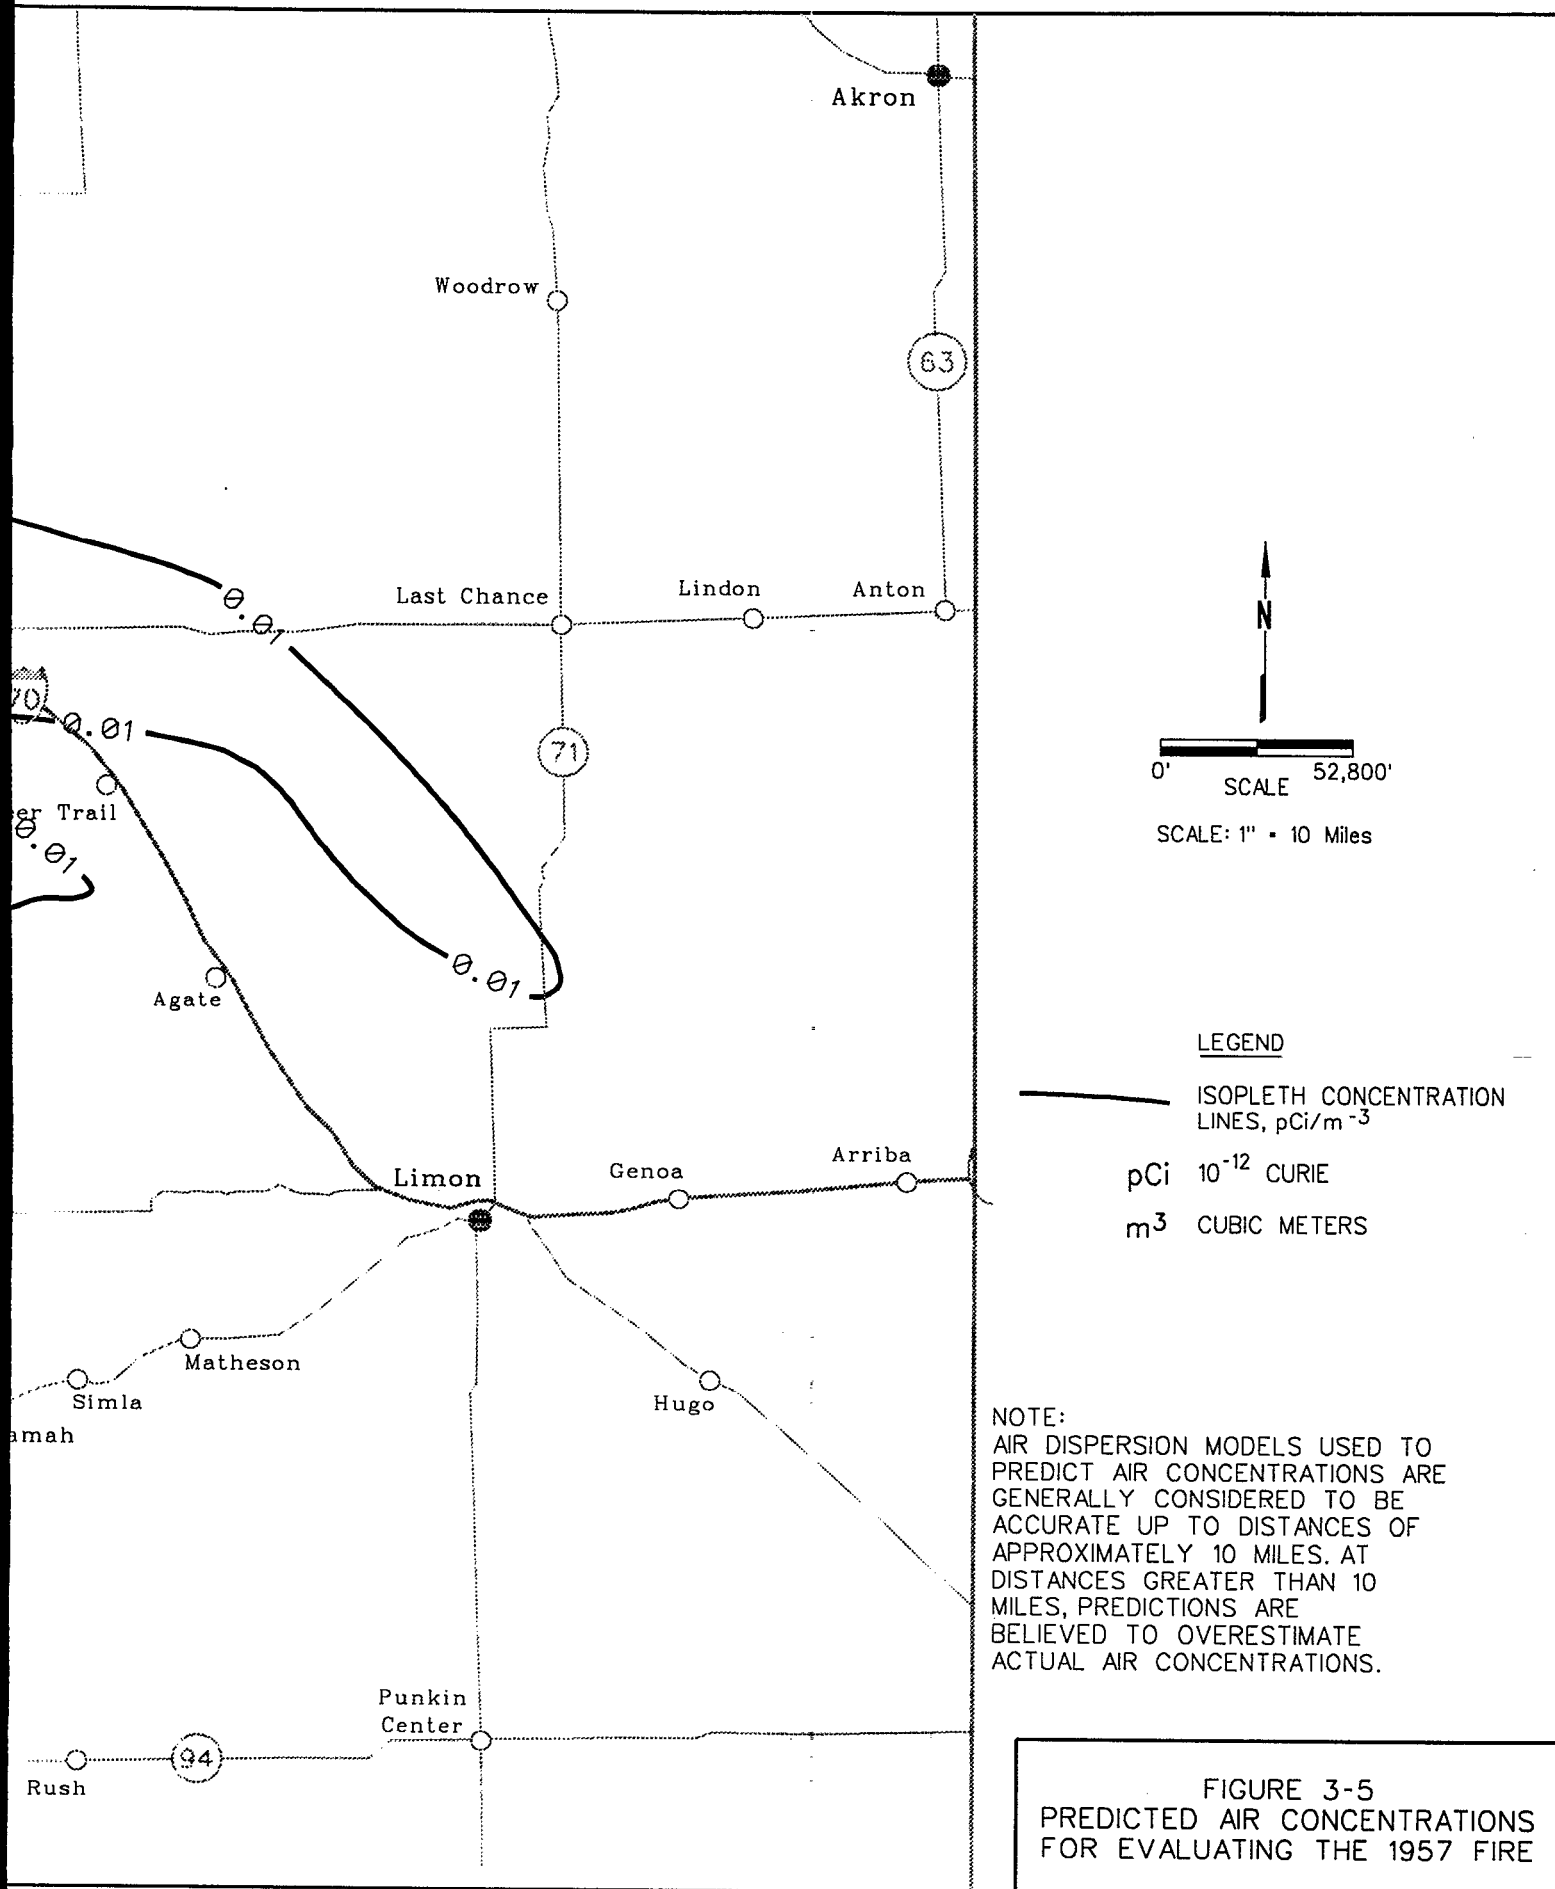 Akron
Woodrow
63
0.01
Last Chance
Lindon
Anton
N
70
0.01
71
0'
52,800'
SCALE
SCALE: 1" = 10 Miles
er Trail
0.01
0.01
Agate
LEGEND
ISOPLETH CONCENTRATION
LINES, pCi/m⁻³
pCi 10⁻¹² CURIE
m³ CUBIC METERS
Limon
Genoa
Arriba
Matheson
Simla
amah
Hugo
NOTE:
AIR DISPERSION MODELS USED TO
PREDICT AIR CONCENTRATIONS ARE
GENERALLY CONSIDERED TO BE
ACCURATE UP TO DISTANCES OF
APPROXIMATELY 10 MILES. AT
DISTANCES GREATER THAN 10
MILES, PREDICTIONS ARE
BELIEVED TO OVERESTIMATE
ACTUAL AIR CONCENTRATIONS.
Punkin
Center
94
Rush
FIGURE 3-5
PREDICTED AIR CONCENTRATIONS
FOR EVALUATING THE 1957 FIRE